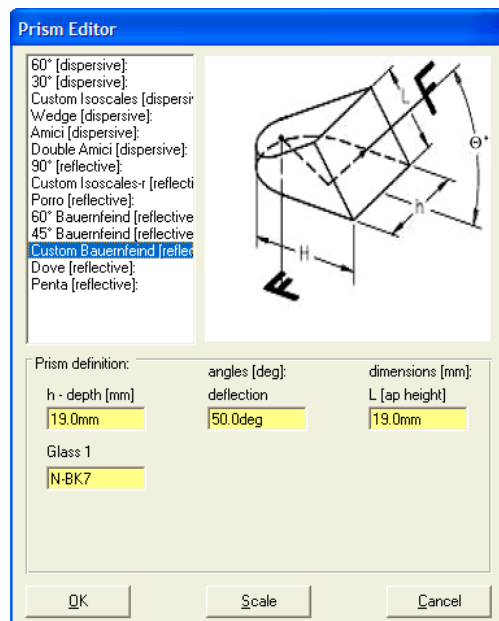 Prism Editor
60° [dispersive]:
30° [dispersive]:
Custom Isoscales [dispersiv
Wedge [dispersive]:
Amici [dispersive]:
Double Amici [dispersive]:
90° [reflective]:
Custom Isoscales-r [reflecti
Porro [reflective]:
60° Bauernfeind [reflective
45° Bauernfeind [reflective
Custom Bauernfeind [reflec
Dove [reflective]:
Penta [reflective]:
L
F
Θ°
h
H
F
Prism definition:
angles [deg]:
dimensions [mm]:
h - depth [mm]
deflection
L [ap height]
19.0mm
50.0deg
19.0mm
Glass 1
N-BK7
OK
Scale
Cancel